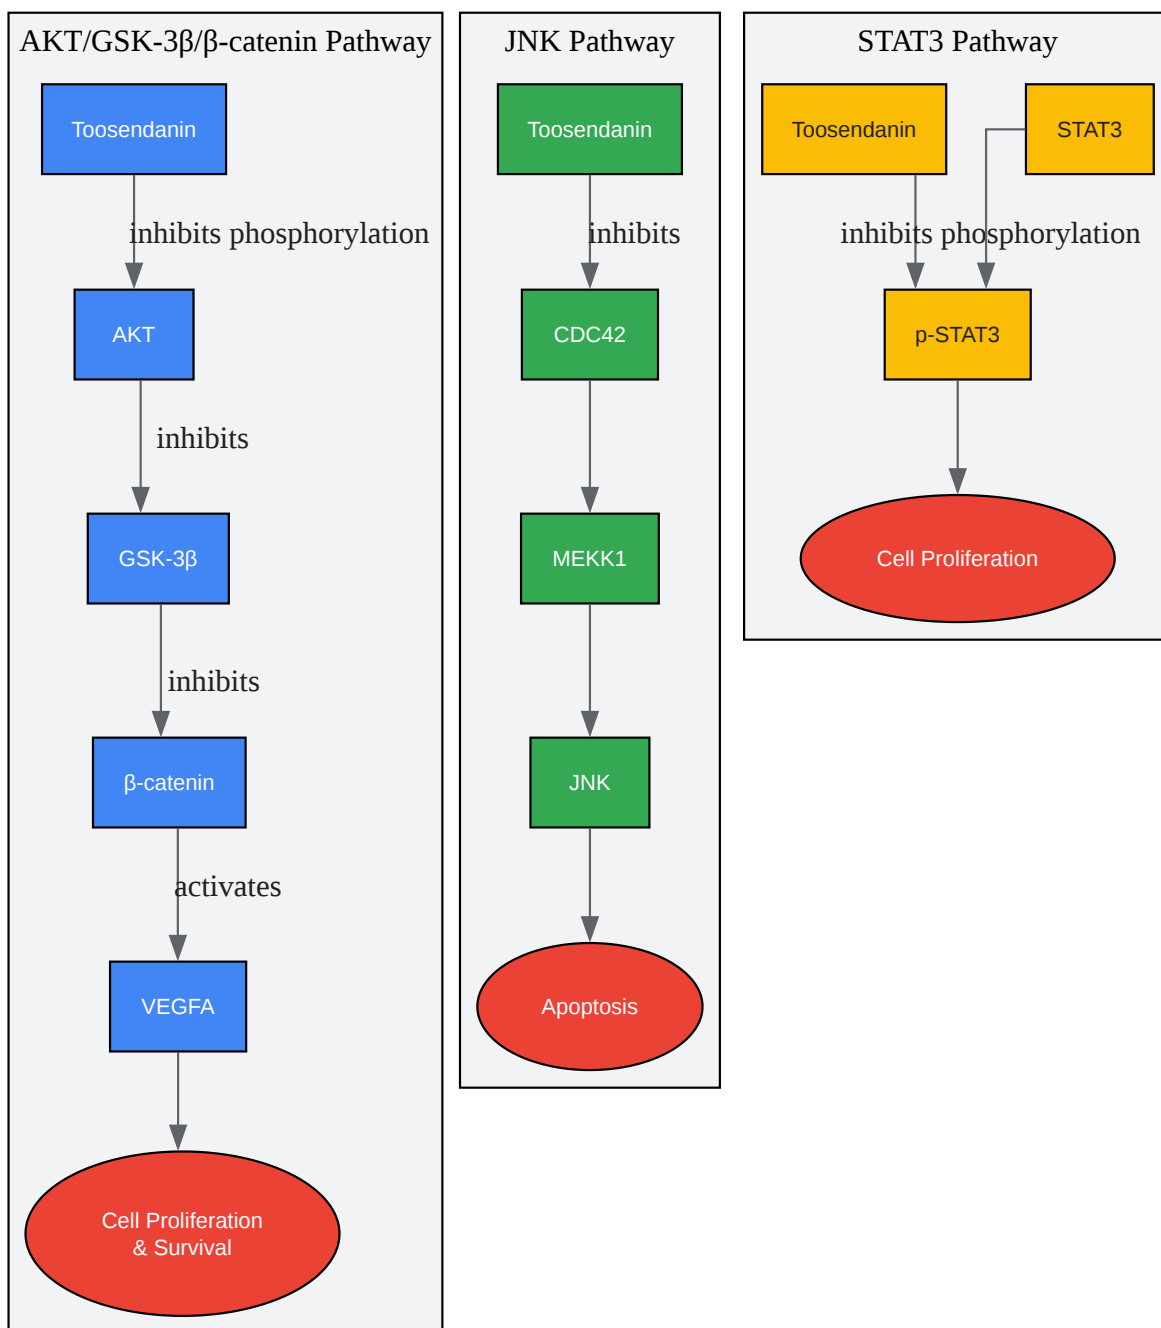 AKT/GSK-3β/β-catenin Pathway
Toosendanin
inhibits phosphorylation
AKT
inhibits
GSK-3β
inhibits
β-catenin
activates
VEGFA
Cell Proliferation
& Survival
JNK Pathway
Toosendanin
inhibits
CDC42
MEKK1
JNK
Apoptosis
STAT3 Pathway
Toosendanin
STAT3
inhibits phosphorylation
p-STAT3
Cell Proliferation